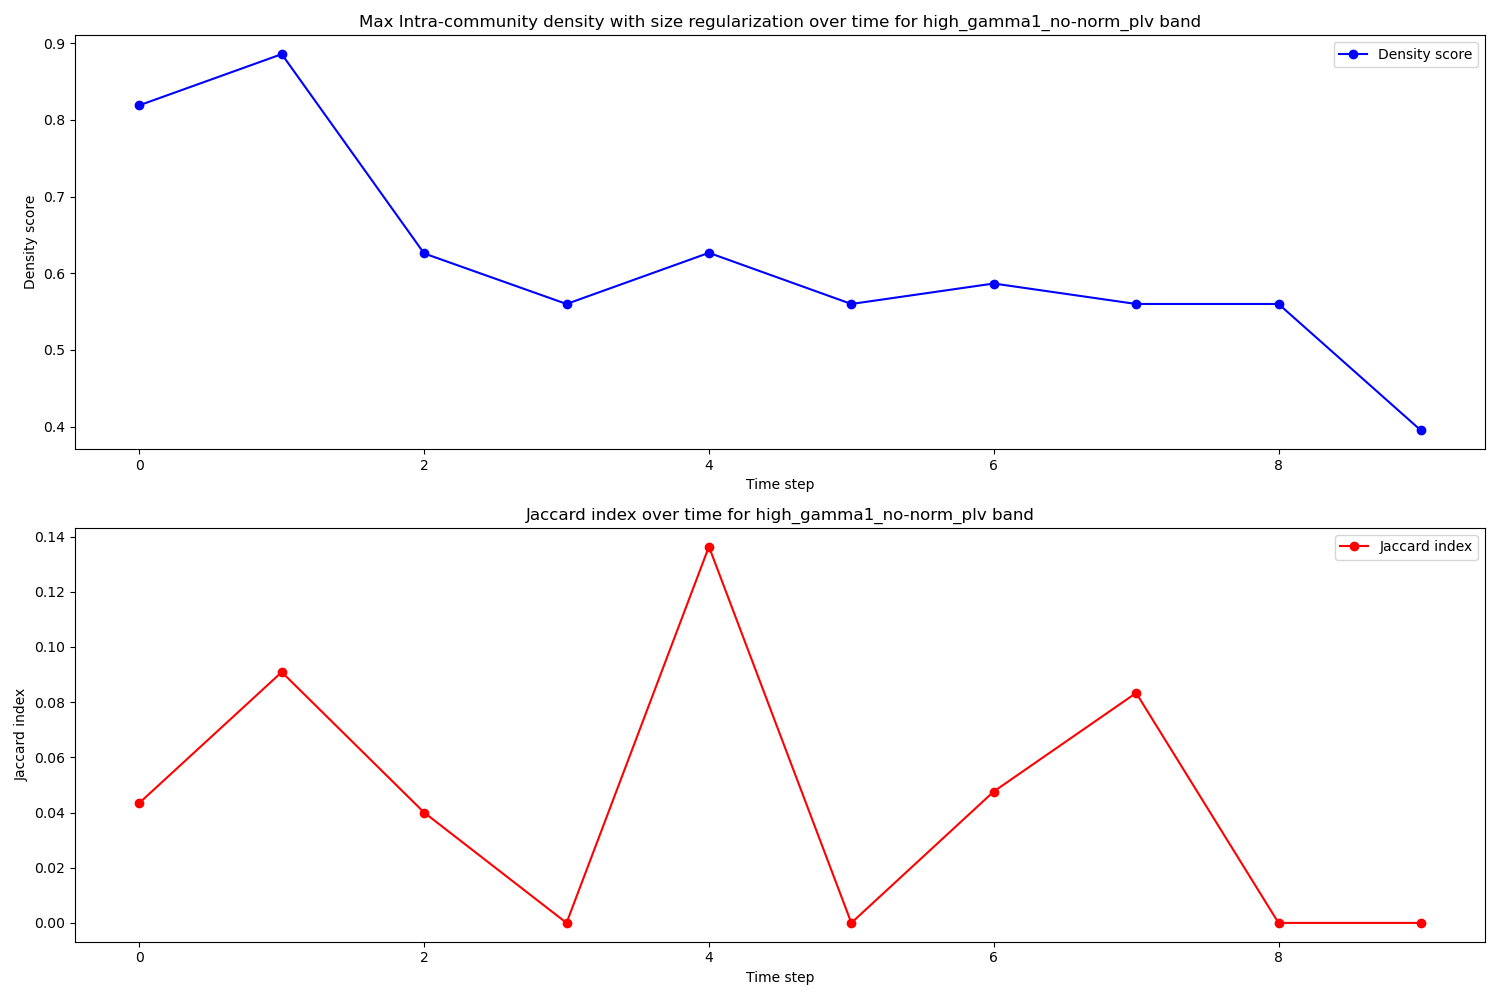 Max Intra-community density with size regularization over time for high_gamma1_no-norm_plv band
Density score
0.9
0.8
0.7
0.6
0.5
0.4
Density score
0 2 4 6 8
Time step
Jaccard index over time for high_gamma1_no-norm_plv band
Jaccard index
0.14
0.12
0.10
0.08
0.06
0.04
0.02
0.00
Jaccard index
0 2 4 6 8
Time step